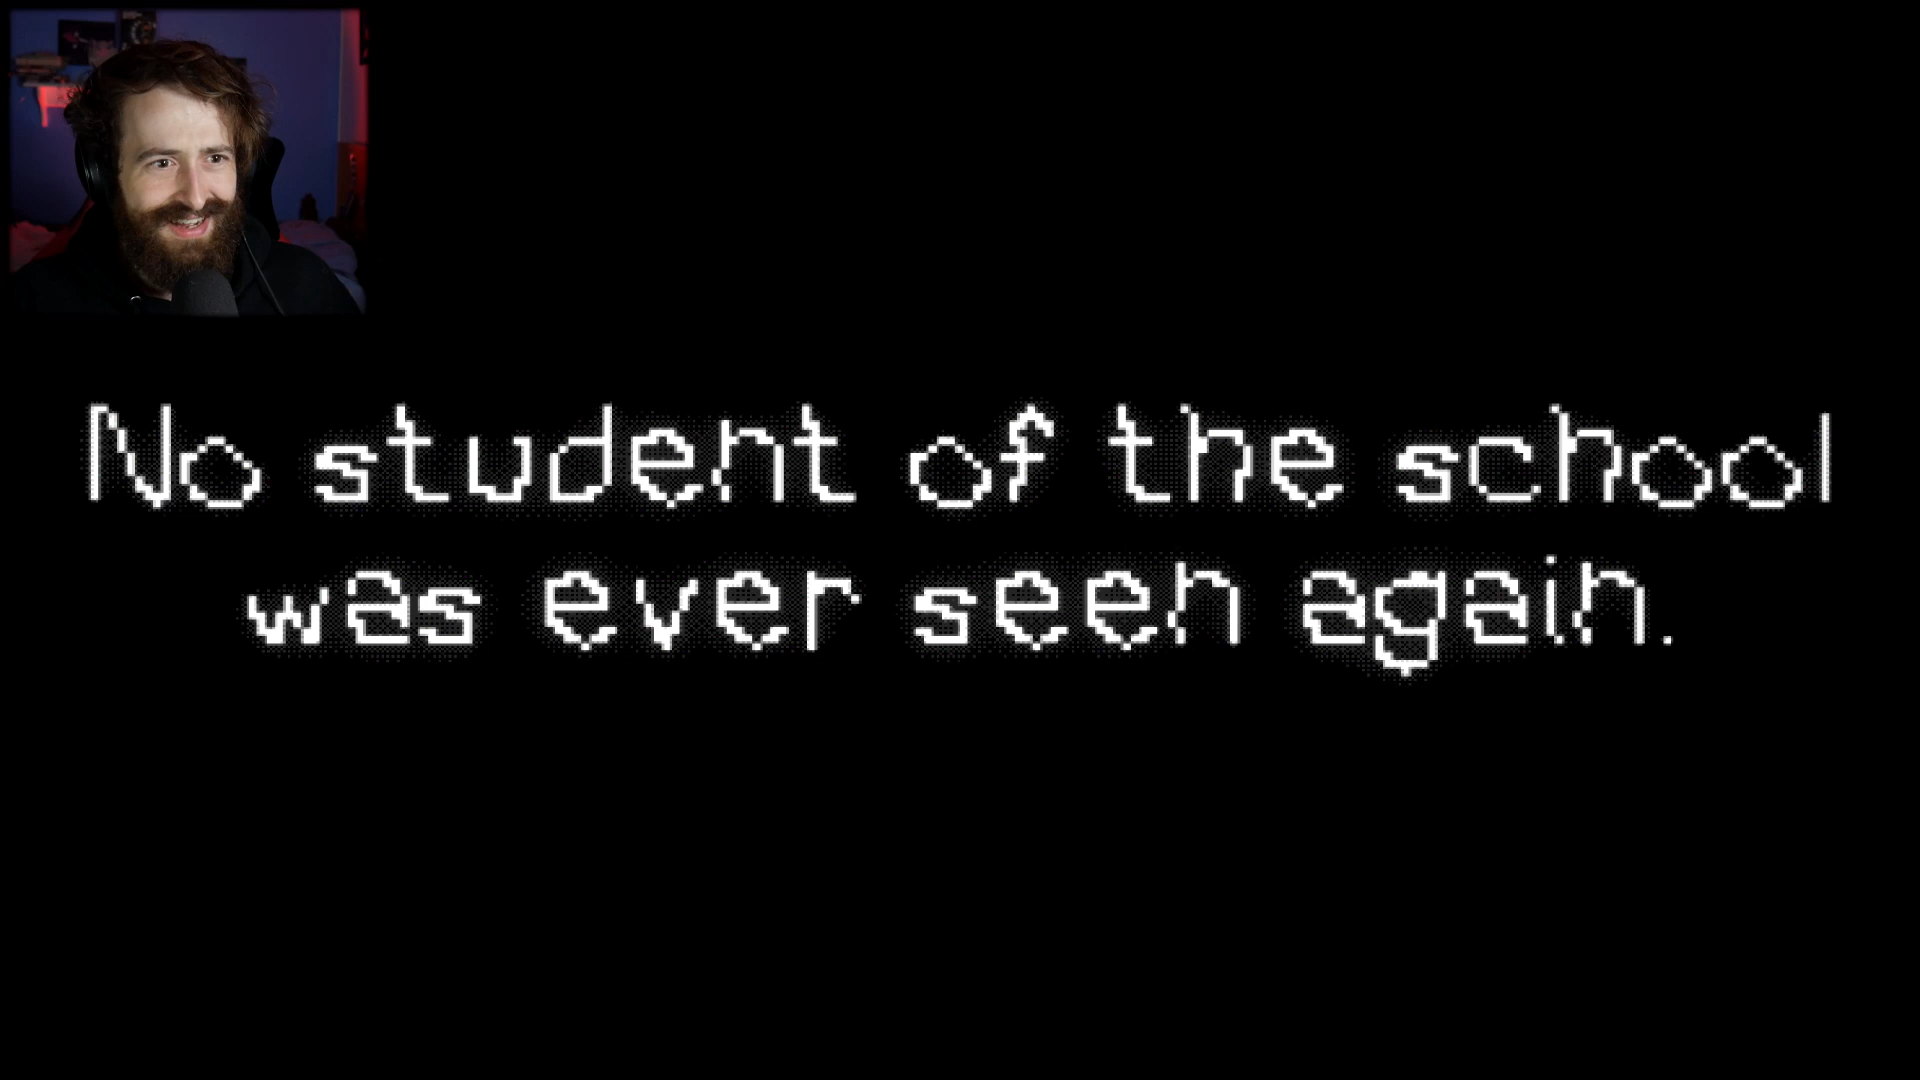 No student of the school
was ever seen again.